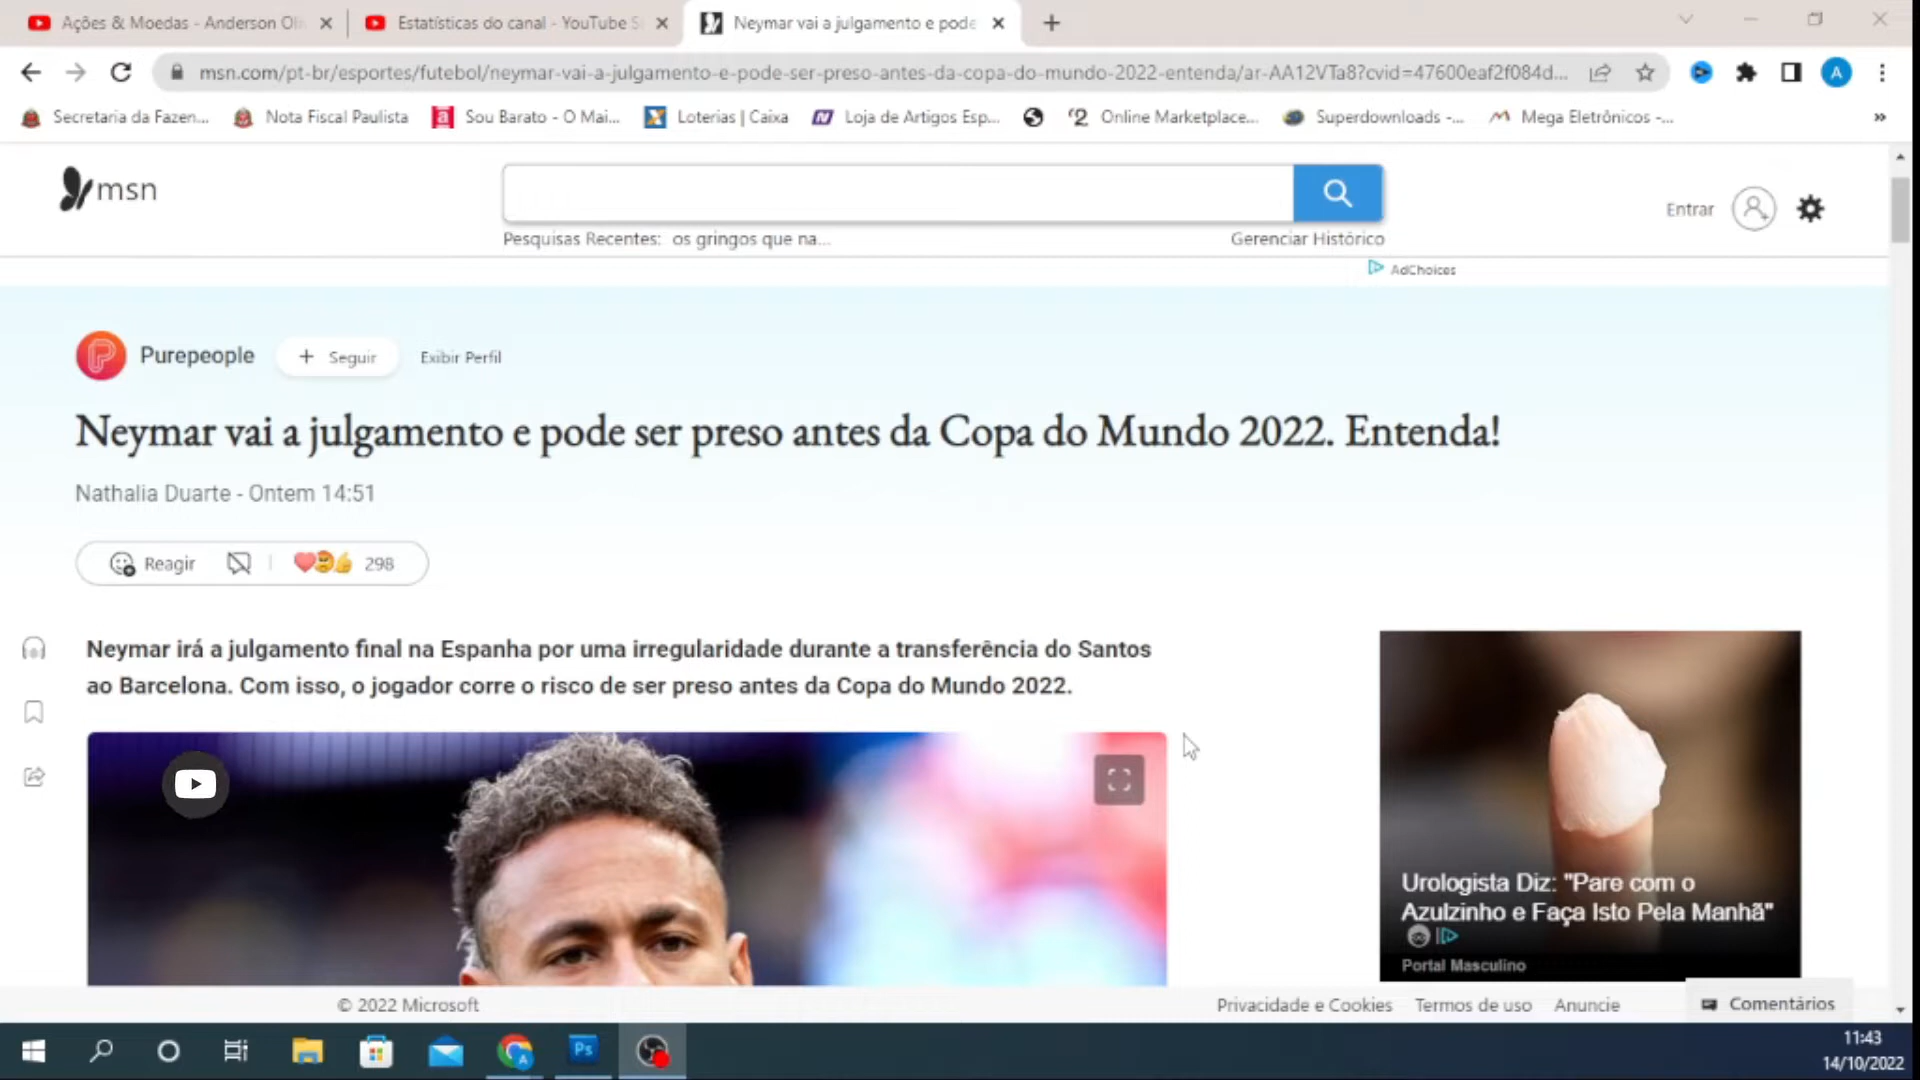 Ações & Moedas - Anderson Oli
Estatísticas do canal - YouTube S
Neymar vai a julgamento e pode
msn.com/pt-br/esportes/futebol/neymar-vai-a-julgamento-e-pode-ser-preso-antes-da-copa-do-mundo-2022-entenda/ar-AA12VTa8?cvid=47600eaf2f084d...
A
Secretaria da Fazen...
Nota Fiscal Paulista
a
Sou Barato - O Mai...
Loterias | Caixa
Loja de Artigos Esp...
Online Marketplace...
Superdownloads -...
Mega Eletrônicos -...
»
msn
Entrar
Pesquisas Recentes: os gringos que na...
Gerenciar Histórico
AdChoices
Purepeople
+ Seguir
Exibir Perfil
Neymar vai a julgamento e pode ser preso antes da Copa do Mundo 2022. Entenda!
Nathalia Duarte - Ontem 14:51
Reagir
298
Neymar irá a julgamento final na Espanha por uma irregularidade durante a transferência do Santos
ao Barcelona. Com isso, o jogador corre o risco de ser preso antes da Copa do Mundo 2022.
Urologista Diz: "Pare com o
Azulzinho e Faça Isto Pela Manhã"
Portal Masculino
© 2022 Microsoft
Privacidade e Cookies
Termos de uso
Anuncie
Comentários
A
Ps
11:43
14/10/2022